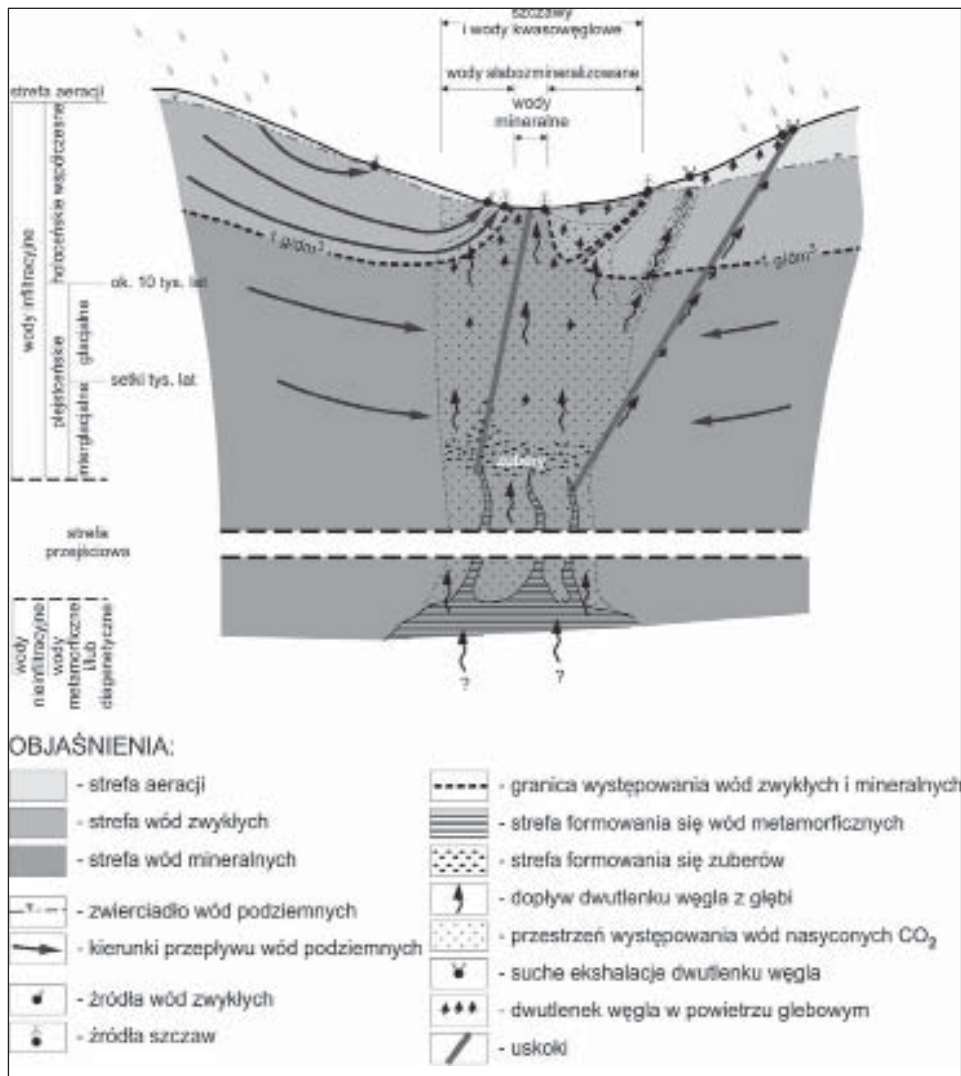 szczawy
i wody kwasowęglowe
wody słabozmineralizowane
wody
mineralne
strefa aeracji
wody infiltracyjne
holoceńskie współczesne
plejstoceńskie
glacjalne
interglacjalne
ok. 10 tys. lat
setki tys. lat
1 g/dm³
1 g/dm³
zubery
strefa
przejściowa
wody
nieinfiltracyjne
wody
metamorficzne
i/lub
diagenetyczne
?
?
OBJAŚNIENIA:
- strefa aeracji
- strefa wód zwykłych
- strefa wód mineralnych
- zwierciadło wód podziemnych
- kierunki przepływu wód podziemnych
- źródła wód zwykłych
- źródła szczaw
- granica występowania wód zwykłych i mineralnych
- strefa formowania się wód metamorficznych
- strefa formowania się zuberów
- dopływ dwutlenku węgla z głębi
- przestrzeń występowania wód nasyconych CO₂
- suche ekshalacje dwutlenku węgla
- dwutlenek węgla w powietrzu glebowym
- uskoki